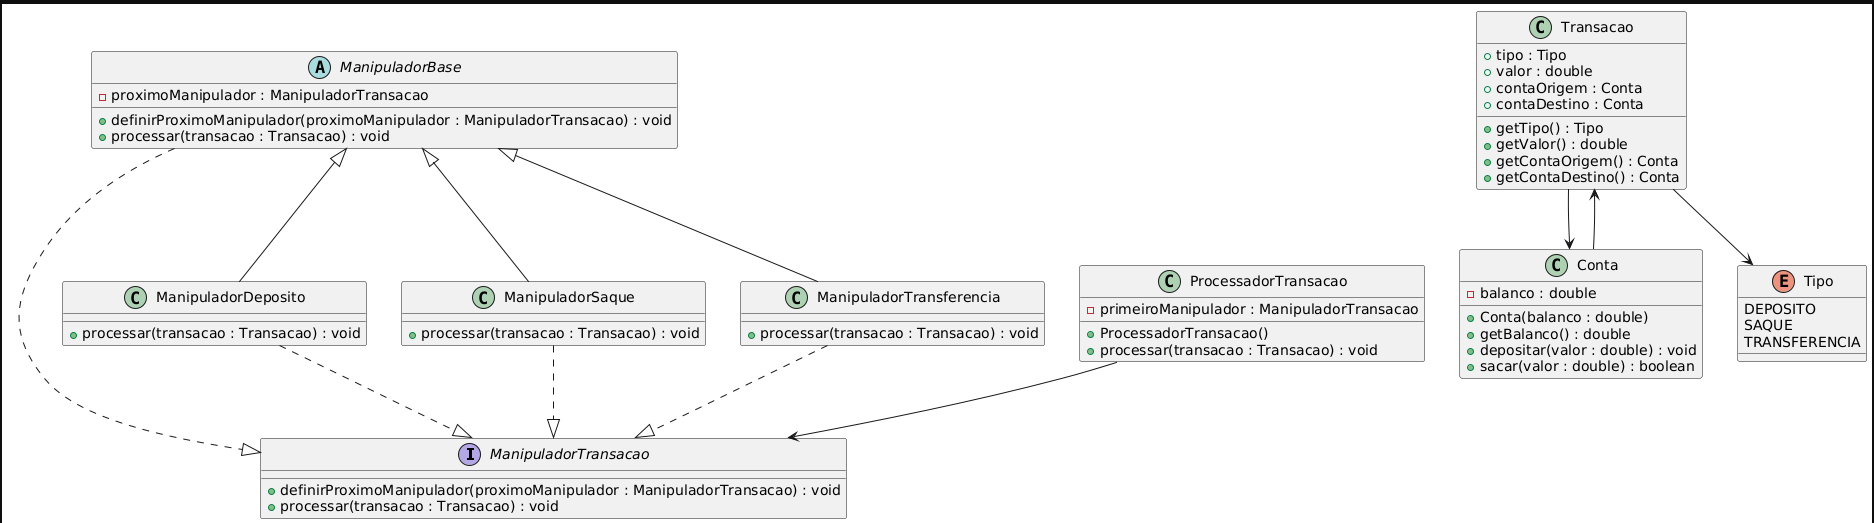 A ManipuladorBase
proximoManipulador : ManipuladorTransacao
definirProximoManipulador(proximoManipulador : ManipuladorTransacao) : void
processar(transacao : Transacao) : void
C Transacao
tipo : Tipo
valor : double
contaOrigem : Conta
contaDestino : Conta
getTipo() : Tipo
getValor() : double
getContaOrigem() : Conta
getContaDestino() : Conta
C ManipuladorDeposito
processar(transacao : Transacao) : void
C ManipuladorSaque
processar(transacao : Transacao) : void
C ManipuladorTransferencia
processar(transacao : Transacao) : void
C ProcessadorTransacao
primeiroManipulador : ManipuladorTransacao
ProcessadorTransacao()
processar(transacao : Transacao) : void
C Conta
balanco : double
Conta(balanco : double)
getBalanco() : double
depositar(valor : double) : void
sacar(valor : double) : boolean
E Tipo
DEPOSITO
SAQUE
TRANSFERENCIA
I ManipuladorTransacao
definirProximoManipulador(proximoManipulador : ManipuladorTransacao) : void
processar(transacao : Transacao) : void